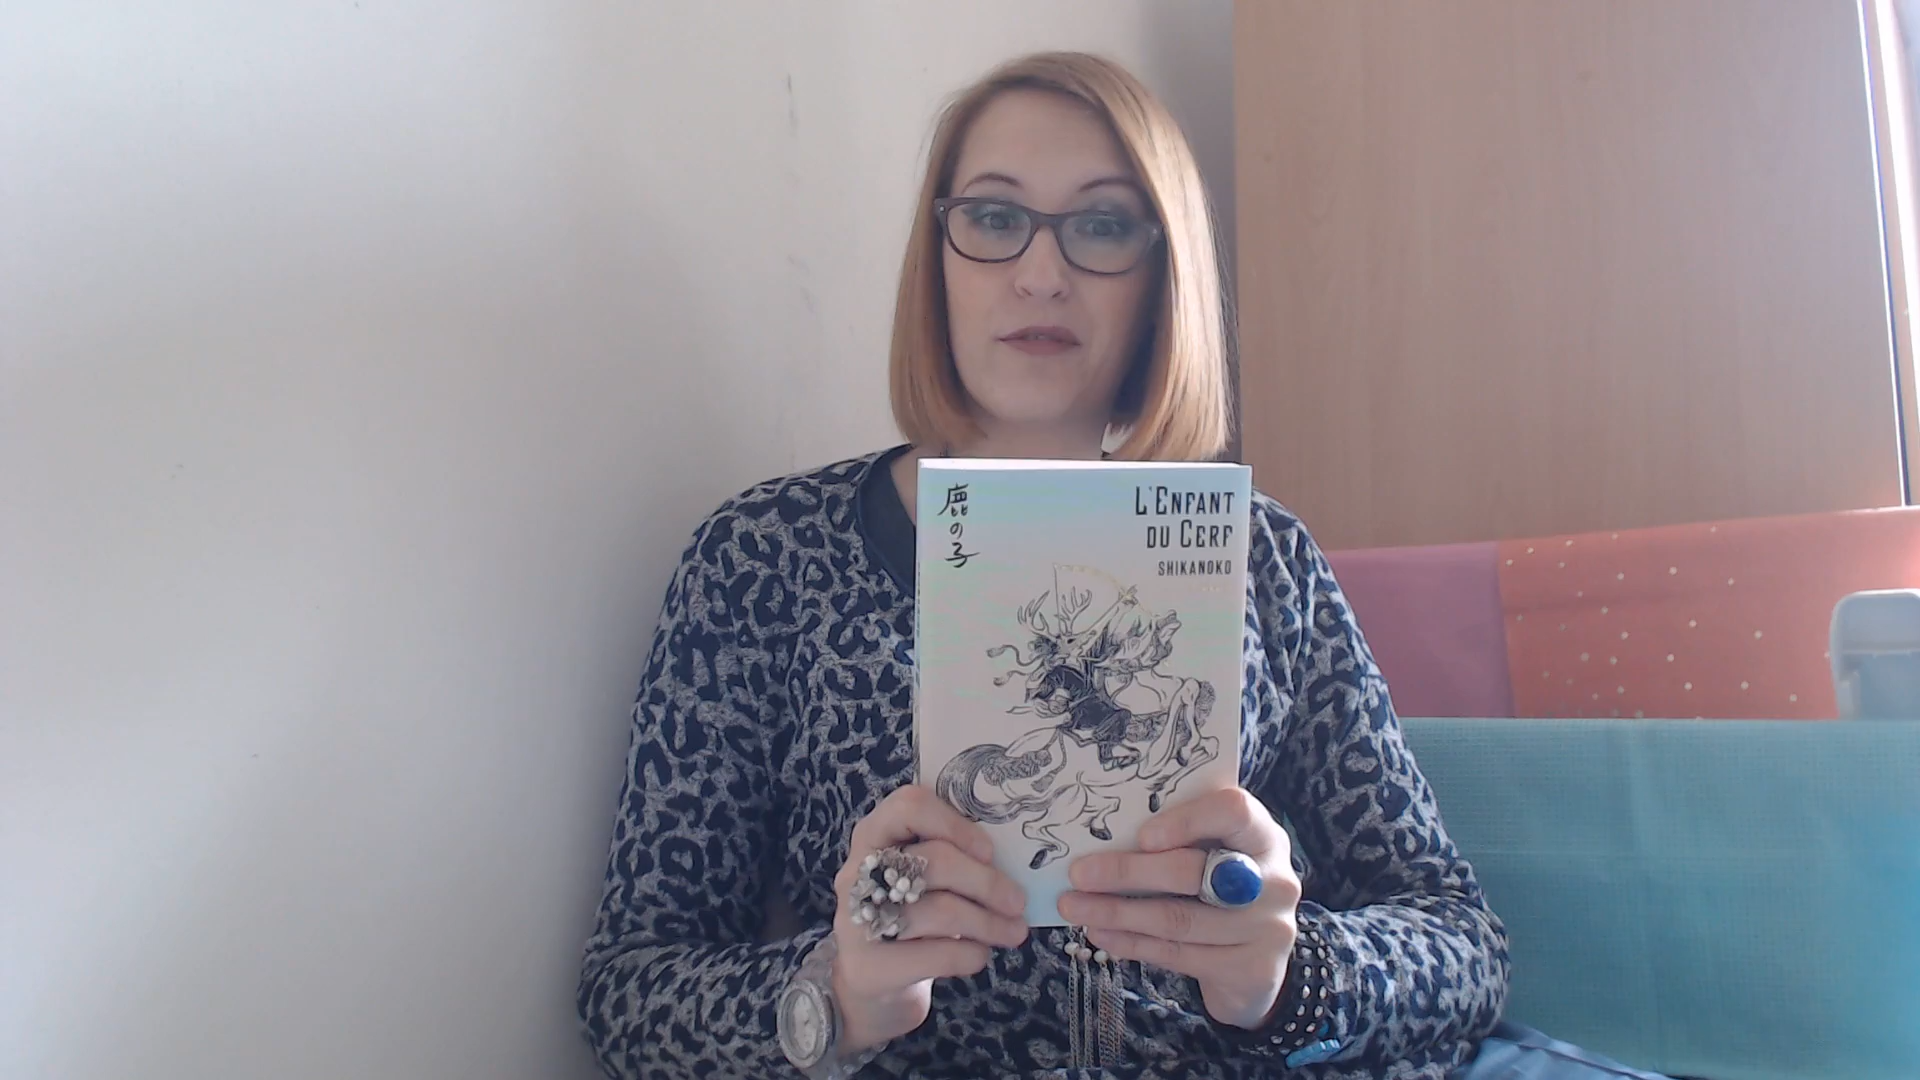 鹿の子
L'ENFANT
DU CERF
SHIKANOKO